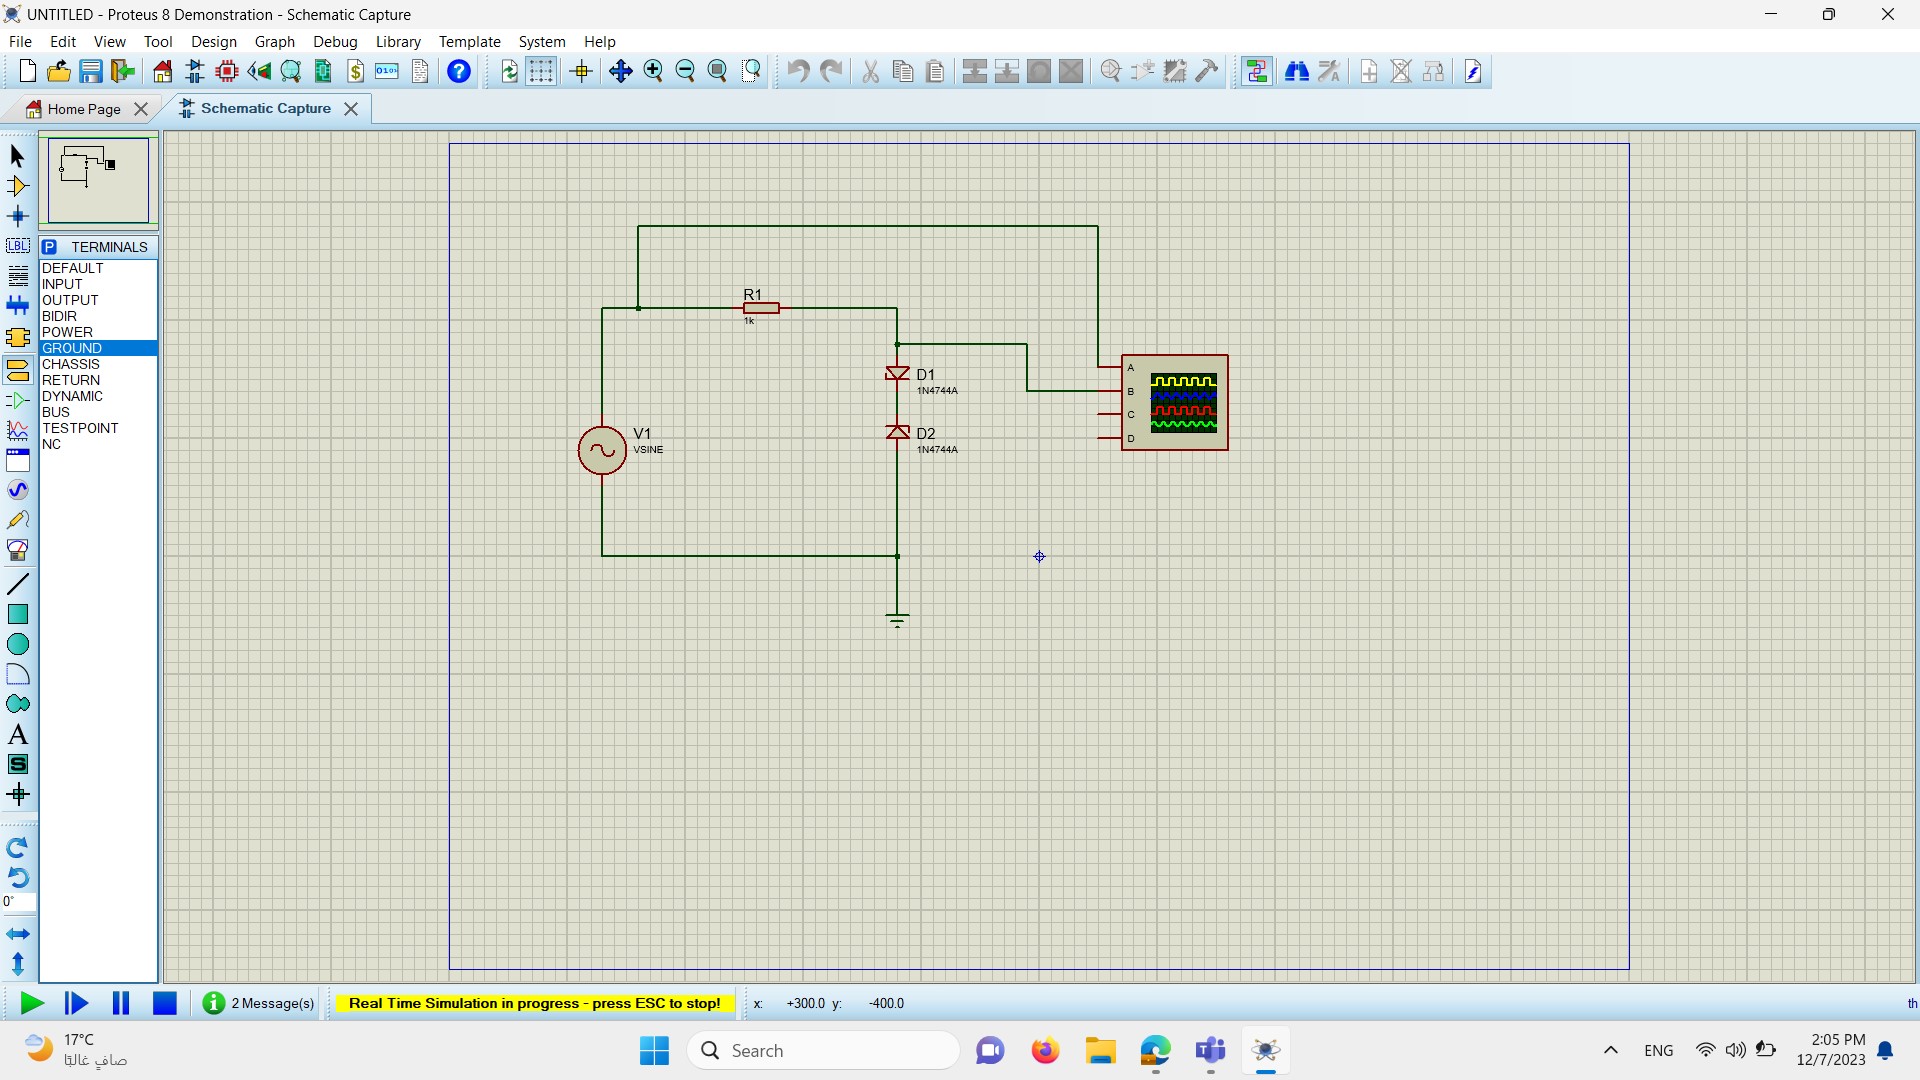 UNTITLED - Proteus 8 Demonstration - Schematic Capture
File Edit View Tool Design Graph Debug Library Template System Help
Home Page
Schematic Capture
LBL
P TERMINALS
DEFAULT
INPUT
OUTPUT
BIDIR
POWER
GROUND
CHASSIS
RETURN
DYNAMIC
BUS
TESTPOINT
NC
A
S
0°
R1
1k
V1
VSINE
D1
1N4744A
D2
1N4744A
A
B
C
D
2 Message(s)
Real Time Simulation in progress - press ESC to stop!
x: +300.0 y: -400.0
th
17°C
صافٍ غالبًا
Search
ENG
2:05 PM
12/7/2023